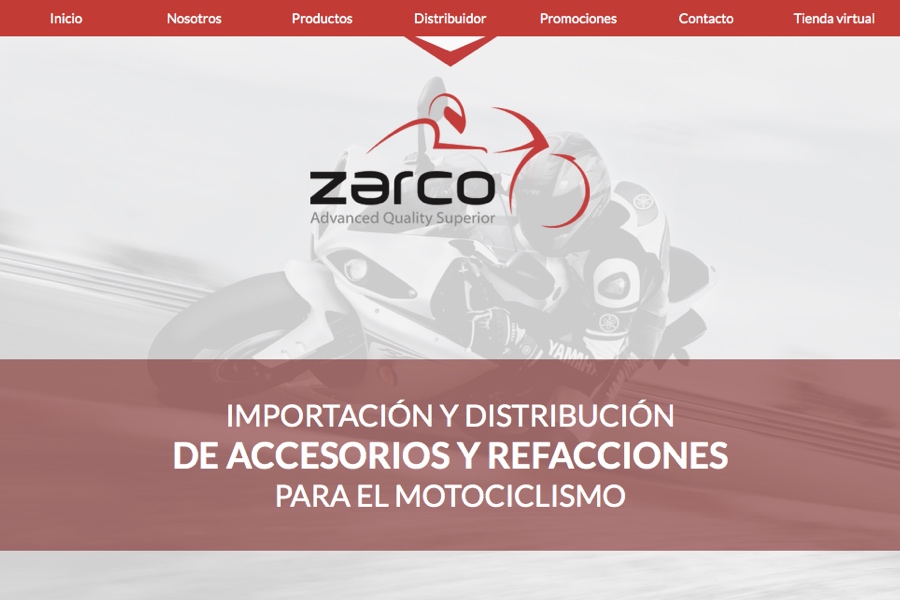 Inicio Nosotros Productos Distribuidor Promociones Contacto Tienda virtual
zarco
Advanced Quality Superior
YAMAHA
IMPORTACIÓN Y DISTRIBUCIÓN
DE ACCESORIOS Y REFACCIONES
PARA EL MOTOCICLISMO